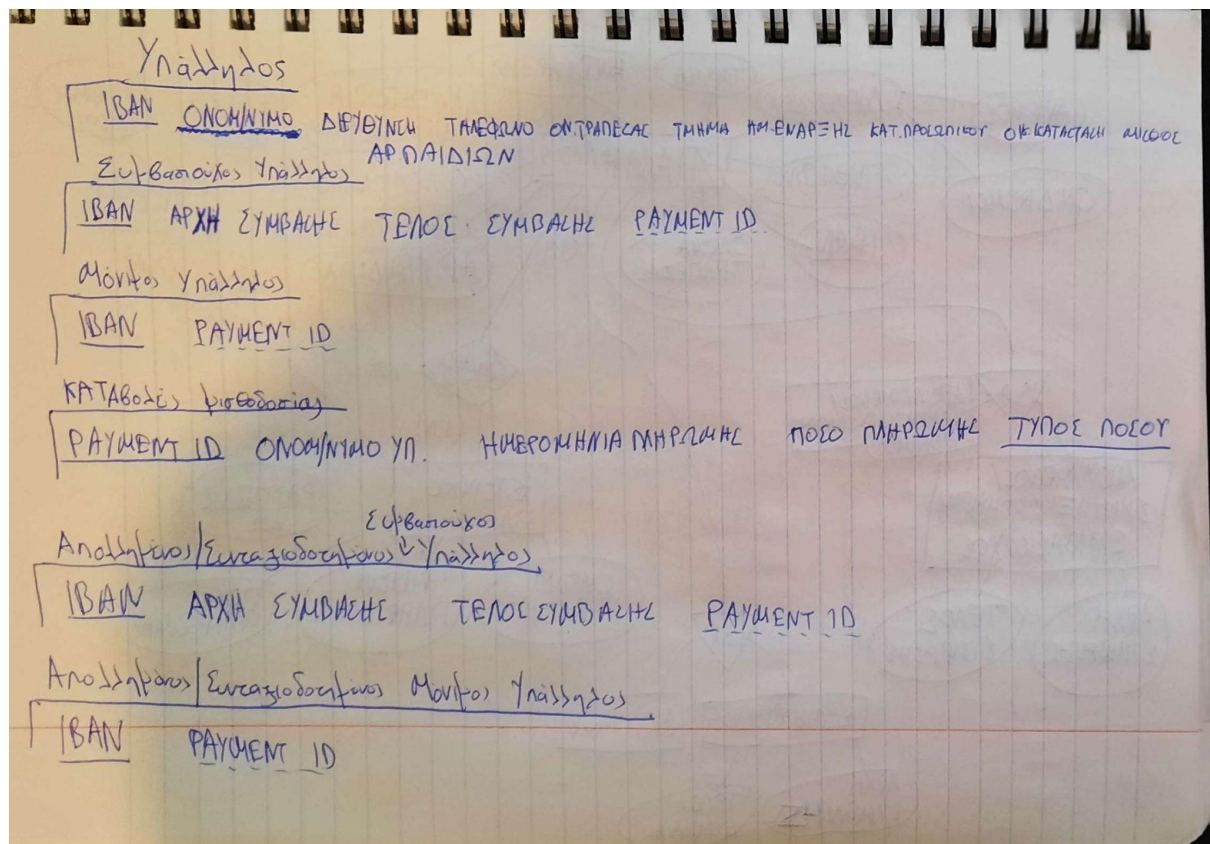 Υπάλληλος
IBAN ΟΝΟΜ/ΝΥΜΟ ΔΙΕΥΘΥΝΣΗ ΤΗΛΕΦΩΝΟ ΟΝ.ΤΡΑΠΕΖΑΣ ΤΜΗΜΑ ΗΜ.ΕΝΑΡΞΗΣ ΚΑΤ.ΠΡΟΣΩΠΙΚΟΥ ΟΙΚ.ΚΑΤΑΣΤΑΣΗ ΜΙΣΘΟΣ
ΑΡ ΠΑΙΔΙΩΝ
Συμβασιούχος Υπάλληλος
IBAN ΑΡΧΗ ΣΥΜΒΑΣΗΣ ΤΕΛΟΣ ΣΥΜΒΑΣΗΣ PAYMENT ID
Μόνιμος Υπάλληλος
IBAN PAYMENT ID
ΚΑΤΑβολές μισθοδοσίας
PAYMENT ID ΟΝΟΜ/ΝΥΜΟ ΥΠ. ΗΜΕΡΟΜΗΝΙΑ ΠΛΗΡΩΜΗΣ ΠΟΣΟ ΠΛΗΡΩΜΗΣ ΤΥΠΟΣ ΠΟΣΟΥ
Συμβασιούχος
Απολυμένος/Συνταξιοδοτημένος Υπάλληλος
IBAN ΑΡΧΗ ΣΥΜΒΑΣΗΣ ΤΕΛΟΣ ΣΥΜΒΑΣΗΣ PAYMENT ID
Απολυμένος/Συνταξιοδοτημένος Μόνιμος Υπάλληλος
IBAN PAYMENT ID